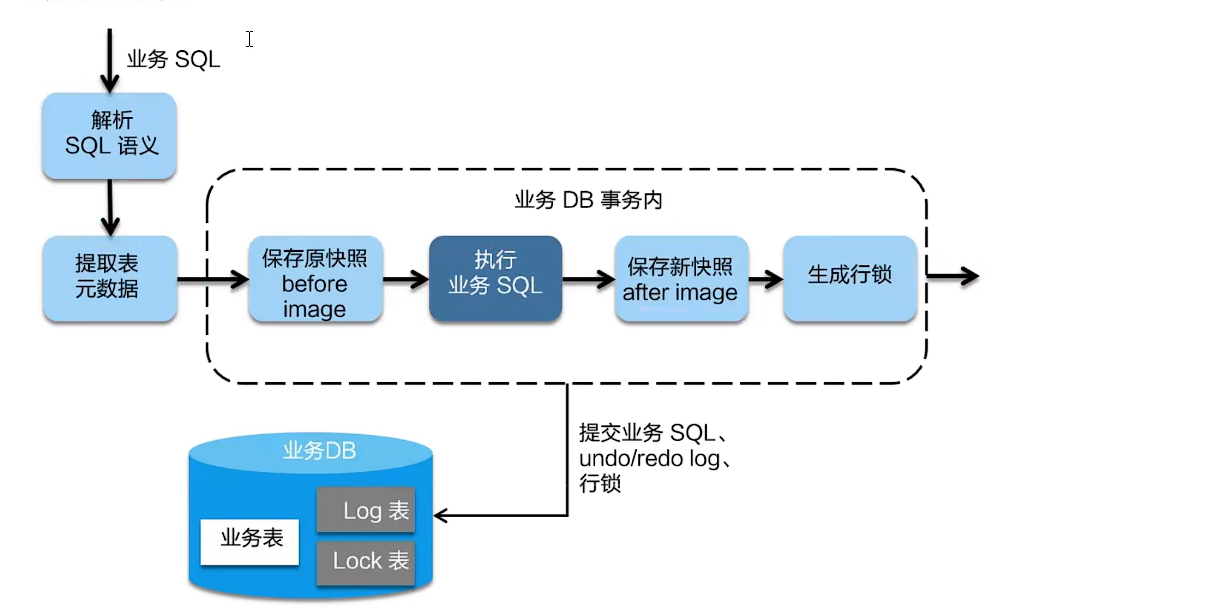 业务 SQL
解析
SQL 语义
业务 DB 事务内
提取表
元数据
保存原快照
before
image
执行
业务 SQL
保存新快照
after image
生成行锁
提交业务 SQL、
undo/redo log、
行锁
业务DB
Log 表
业务表
Lock 表